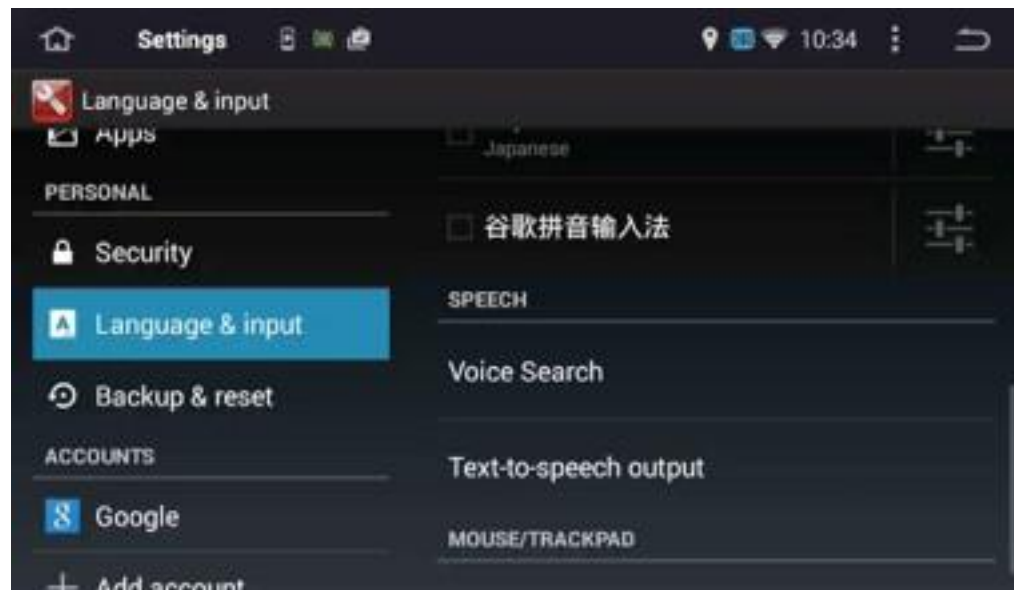 Settings
10:34
Language & input
Apps
PERSONAL
Security
Language & input
Backup & reset
ACCOUNTS
Google
Add account
Japanese
谷歌拼音输入法
SPEECH
Voice Search
Text-to-speech output
MOUSE/TRACKPAD